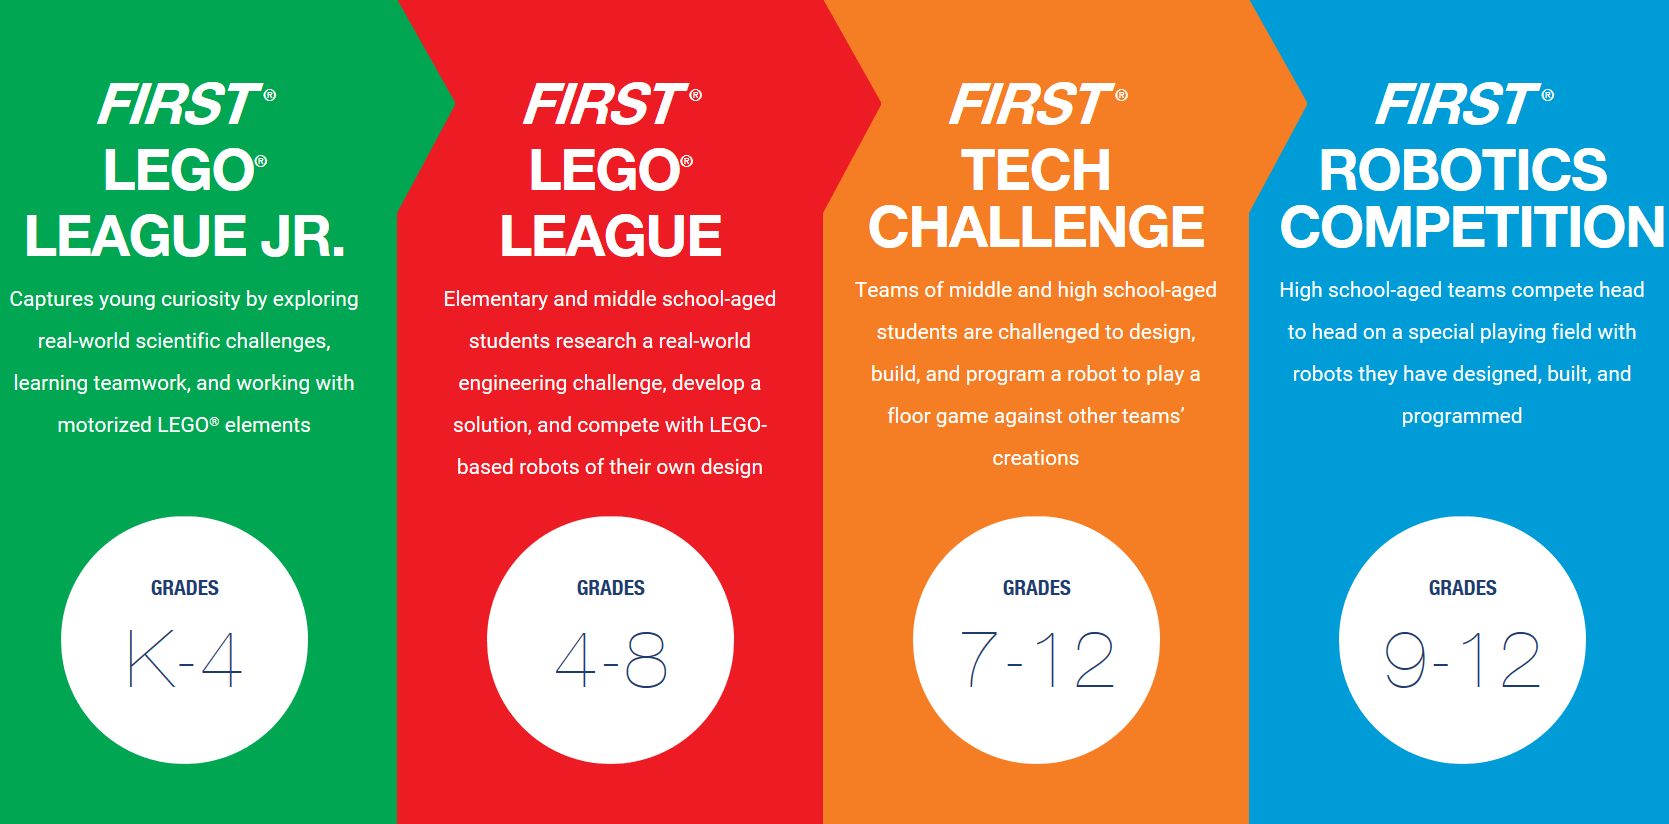 FIRST®
LEGO®
LEAGUE JR.
Captures young curiosity by exploring
real-world scientific challenges,
learning teamwork, and working with
motorized LEGO® elements
GRADES
K-4
FIRST®
LEGO®
LEAGUE
Elementary and middle school-aged
students research a real-world
engineering challenge, develop a
solution, and compete with LEGO-
based robots of their own design
GRADES
4-8
FIRST®
TECH
CHALLENGE
Teams of middle and high school-aged
students are challenged to design,
build, and program a robot to play a
floor game against other teams’
creations
GRADES
7-12
FIRST®
ROBOTICS
COMPETITION
High school-aged teams compete head
to head on a special playing field with
robots they have designed, built, and
programmed
GRADES
9-12